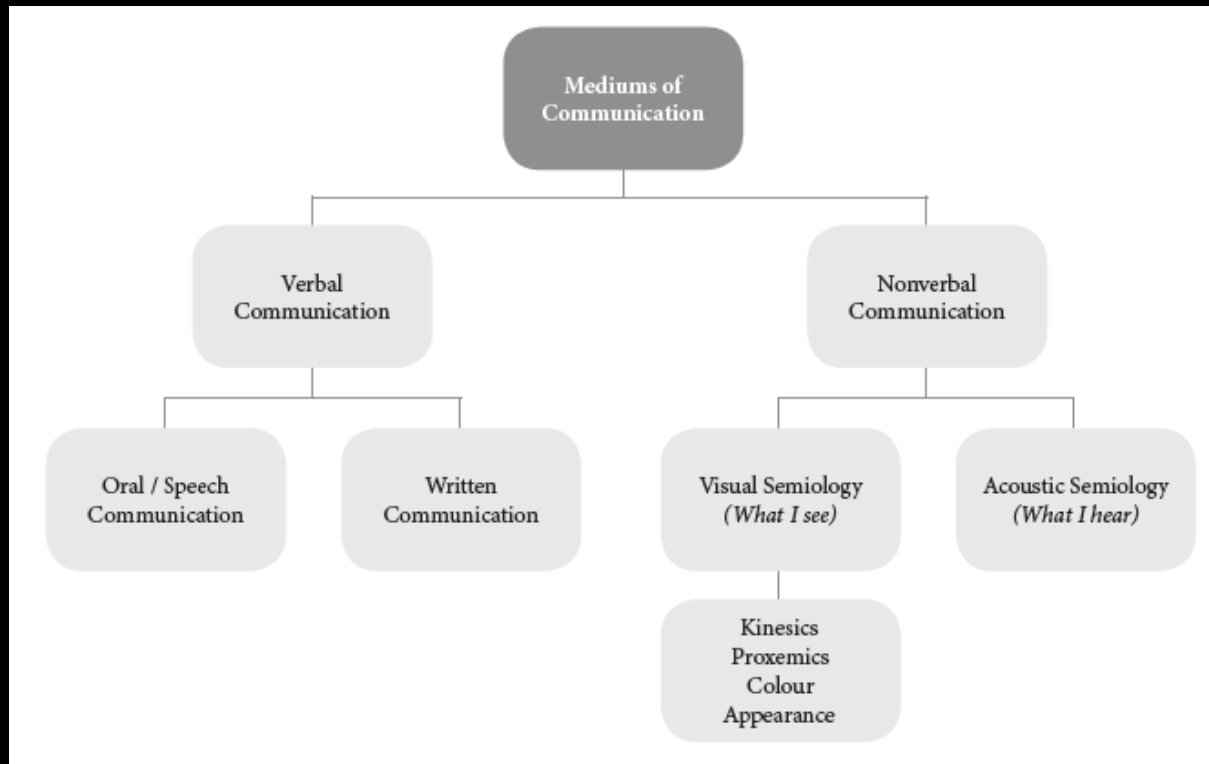 Mediums of
Communication
Verbal
Communication
Nonverbal
Communication
Oral / Speech
Communication
Written
Communication
Visual Semiology
(What I see)
Acoustic Semiology
(What I hear)
Kinesics
Proxemics
Colour
Appearance